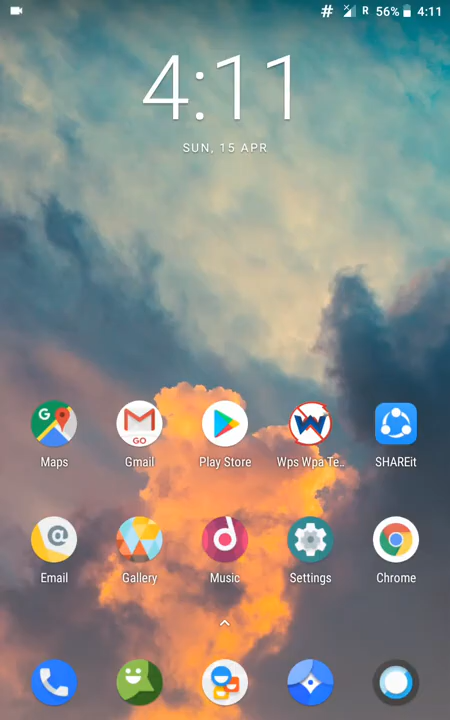 # R 56% 4:11
4:11
SUN, 15 APR
G
GO
W
Maps Gmail Play Store Wps Wpa Te.. SHAREit
@
Email Gallery Music Settings Chrome